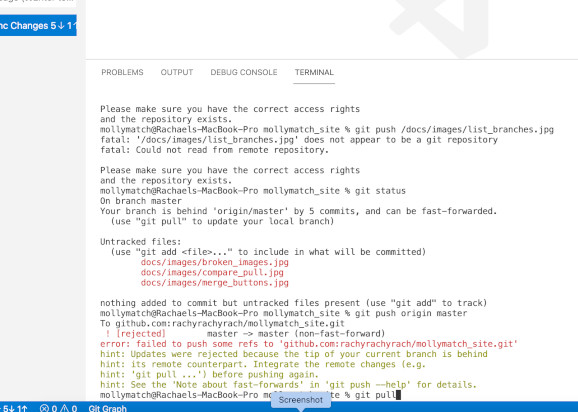 nc Changes 5↓ 1↑
PROBLEMS OUTPUT DEBUG CONSOLE TERMINAL
Please make sure you have the correct access rights
and the repository exists.
mollymatch@Rachaels-MacBook-Pro mollymatch_site % git push /docs/images/list_branches.jpg
fatal: '/docs/images/list_branches.jpg' does not appear to be a git repository
fatal: Could not read from remote repository.
Please make sure you have the correct access rights
and the repository exists.
mollymatch@Rachaels-MacBook-Pro mollymatch_site % git status
On branch master
Your branch is behind 'origin/master' by 5 commits, and can be fast-forwarded.
(use "git pull" to update your local branch)
Untracked files:
(use "git add <file>..." to include in what will be committed)
docs/images/broken_images.jpg
docs/images/compare_pull.jpg
docs/images/merge_buttons.jpg
nothing added to commit but untracked files present (use "git add" to track)
mollymatch@Rachaels-MacBook-Pro mollymatch_site % git push origin master
To github.com:rachyrachyrach/mollymatch_site.git
! [rejected] master -> master (non-fast-forward)
error: failed to push some refs to 'github.com:rachyrachyrach/mollymatch_site.git'
hint: Updates were rejected because the tip of your current branch is behind
hint: its remote counterpart. Integrate the remote changes (e.g.
hint: 'git pull ...') before pushing again.
hint: See the 'Note about fast-forwards' in 'git push --help' for details.
mollymatch@Rachaels-MacBook-Pro mollymatch_site % git pull
Screenshot
5↓ 1↑ 0 0 Git Graph